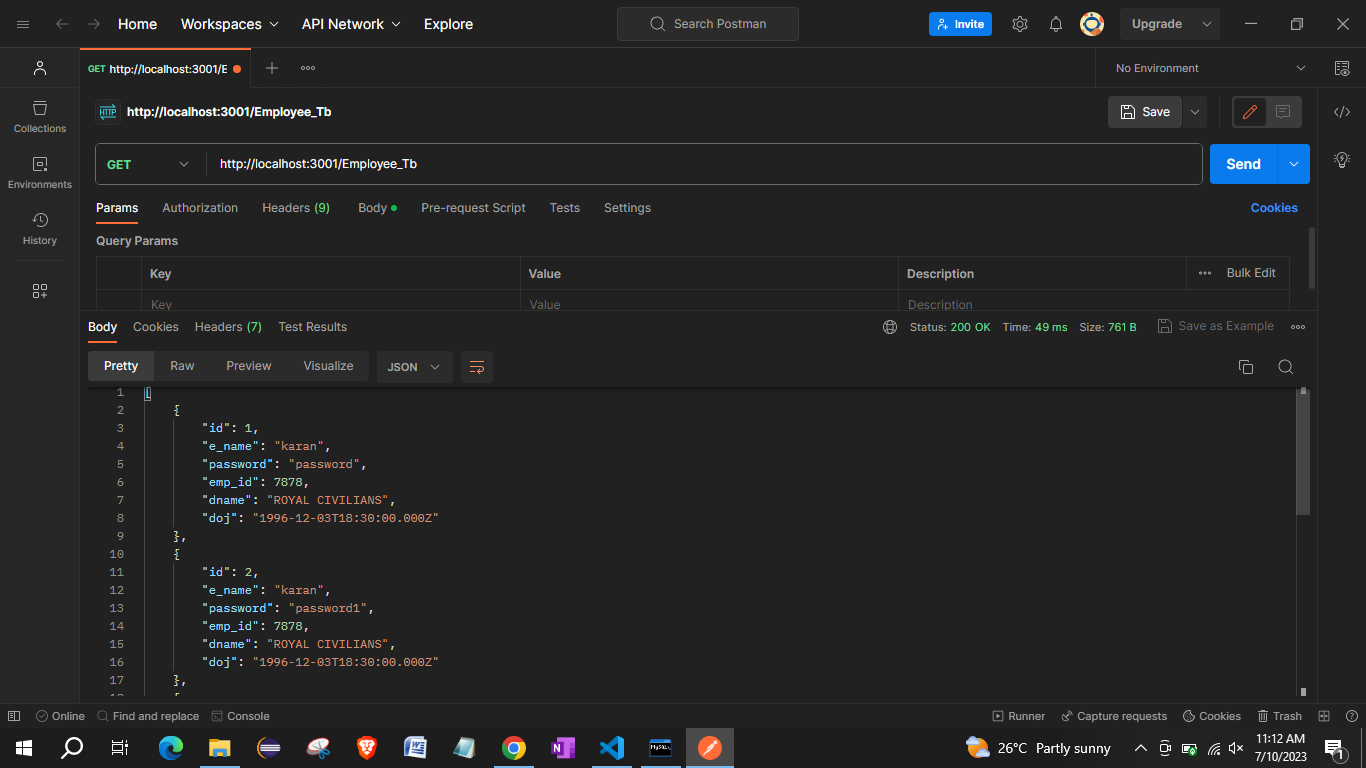 Home Workspaces API Network Explore Search Postman Invite Upgrade
GET http://localhost:3001/E No Environment
HTTP http://localhost:3001/Employee_Tb Save
Collections
GET http://localhost:3001/Employee_Tb Send
Environments
Params Authorization Headers (9) Body Pre-request Script Tests Settings Cookies
History
Query Params
Key Value Description Bulk Edit
Key Value Description
Body Cookies Headers (7) Test Results Status: 200 OK Time: 49 ms Size: 761 B Save as Example
Pretty Raw Preview Visualize JSON
1 [
2 {
3 "id": 1,
4 "e_name": "karan",
5 "password": "password",
6 "emp_id": 7878,
7 "dname": "ROYAL CIVILIANS",
8 "doj": "1996-12-03T18:30:00.000Z"
9 },
10 {
11 "id": 2,
12 "e_name": "karan",
13 "password": "password1",
14 "emp_id": 7878,
15 "dname": "ROYAL CIVILIANS",
16 "doj": "1996-12-03T18:30:00.000Z"
17 },
Online Find and replace Console Runner Capture requests Cookies Trash
MySQL 26°C Partly sunny 11:12 AM
7/10/2023 1